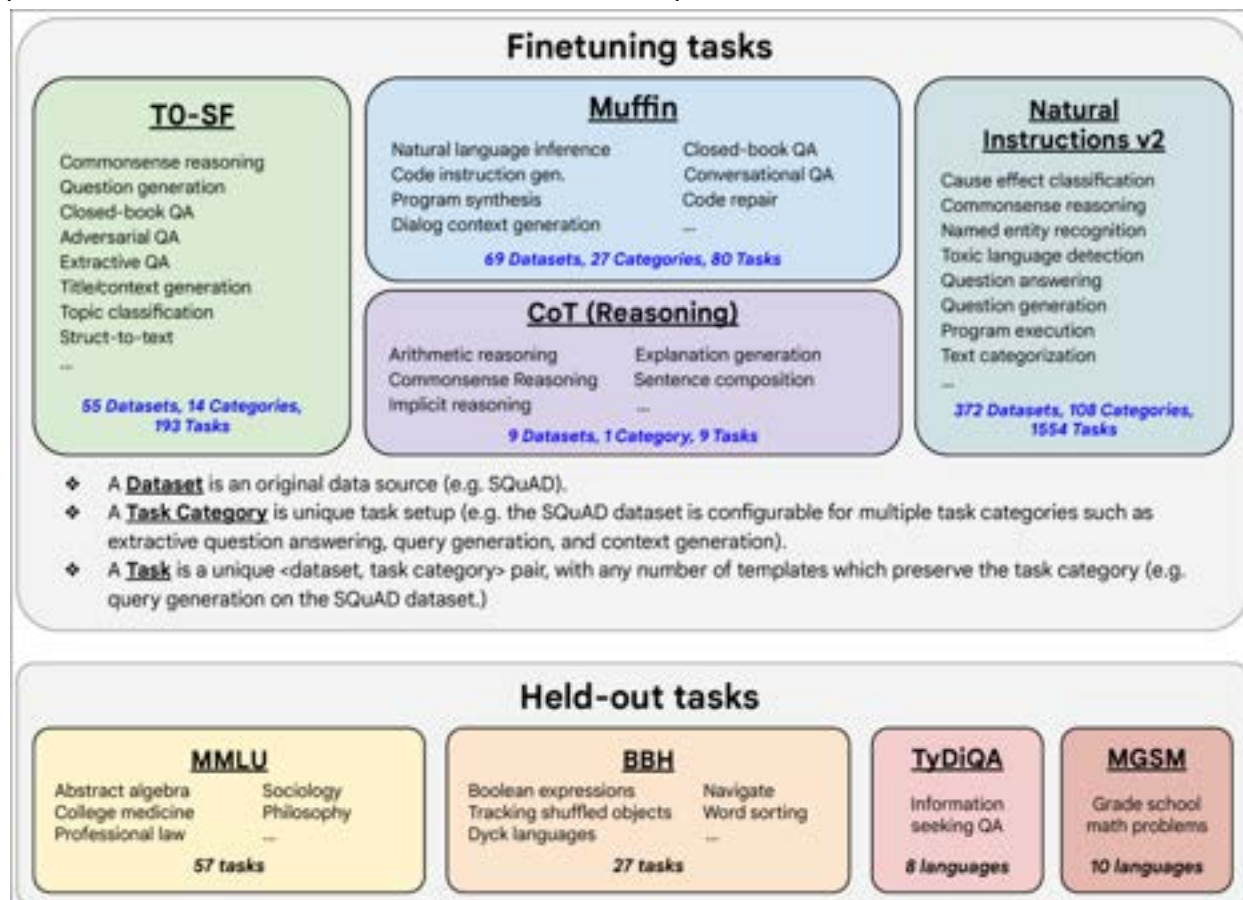 Finetuning tasks
T0-SF
Commonsense reasoning
Question generation
Closed-book QA
Adversarial QA
Extractive QA
Title/context generation
Topic classification
Struct-to-text
...
55 Datasets, 14 Categories,
193 Tasks
Muffin
Natural language inference
Code instruction gen.
Program synthesis
Dialog context generation
Closed-book QA
Conversational QA
Code repair
...
69 Datasets, 27 Categories, 80 Tasks
CoT (Reasoning)
Arithmetic reasoning
Commonsense Reasoning
Implicit reasoning
Explanation generation
Sentence composition
...
9 Datasets, 1 Category, 9 Tasks
Natural
Instructions v2
Cause effect classification
Commonsense reasoning
Named entity recognition
Toxic language detection
Question answering
Question generation
Program execution
Text categorization
...
372 Datasets, 108 Categories,
1554 Tasks
❖ A Dataset is an original data source (e.g. SQuAD).
❖ A Task Category is unique task setup (e.g. the SQuAD dataset is configurable for multiple task categories such as
extractive question answering, query generation, and context generation).
❖ A Task is a unique <dataset, task category> pair, with any number of templates which preserve the task category (e.g.
query generation on the SQuAD dataset.)
Held-out tasks
MMLU
Abstract algebra
College medicine
Professional law
Sociology
Philosophy
...
57 tasks
BBH
Boolean expressions
Tracking shuffled objects
Dyck languages
Navigate
Word sorting
...
27 tasks
TyDiQA
Information
seeking QA
8 languages
MGSM
Grade school
math problems
10 languages